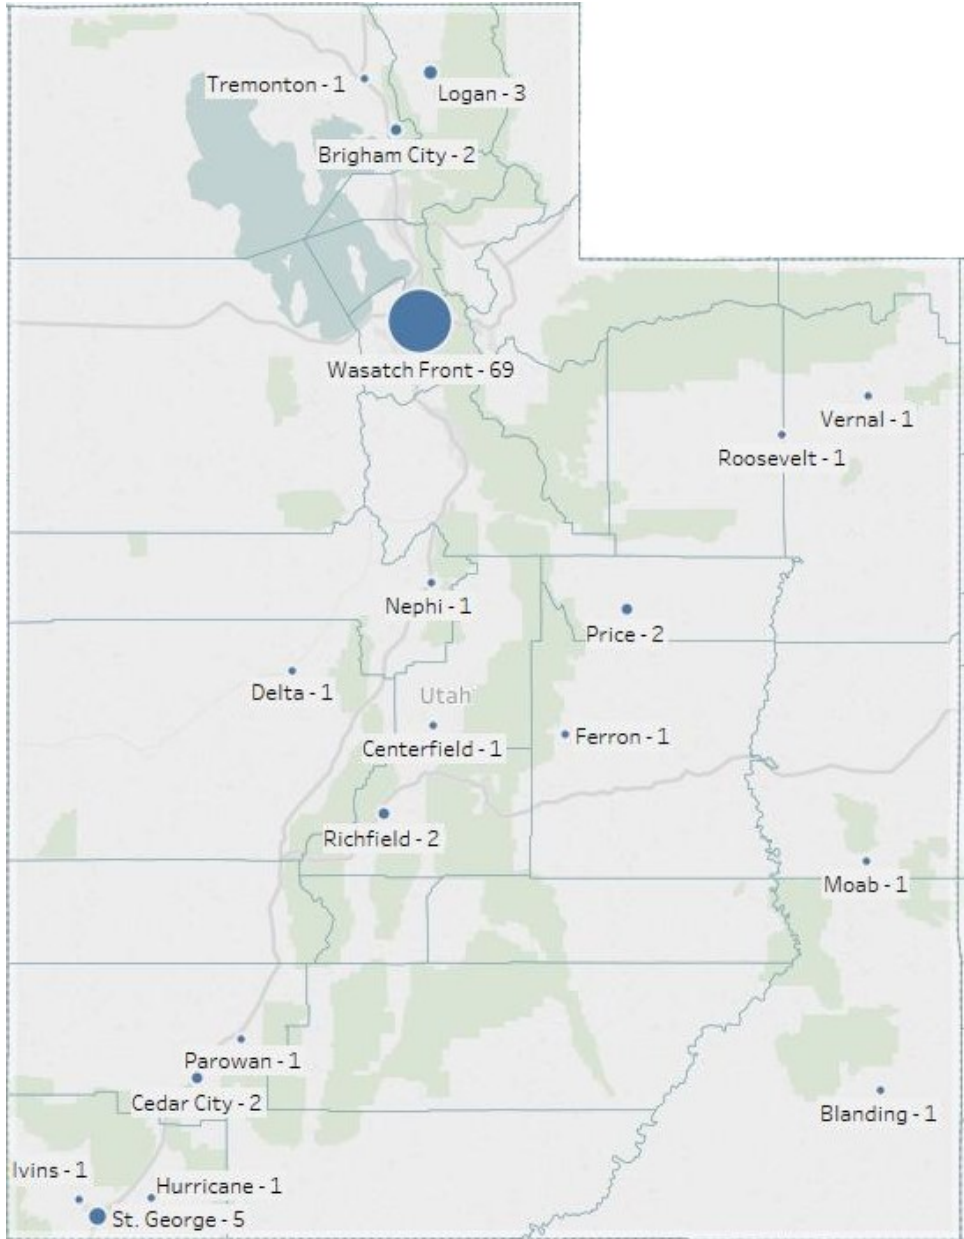 Tremonton - 1
Logan - 3
Brigham City - 2
Wasatch Front - 69
Vernal - 1
Roosevelt - 1
Nephi - 1
Price - 2
Delta - 1
Utah
Centerfield - 1
Ferron - 1
Richfield - 2
Moab - 1
Parowan - 1
Cedar City - 2
Blanding - 1
Ivins - 1
Hurricane - 1
St. George - 5